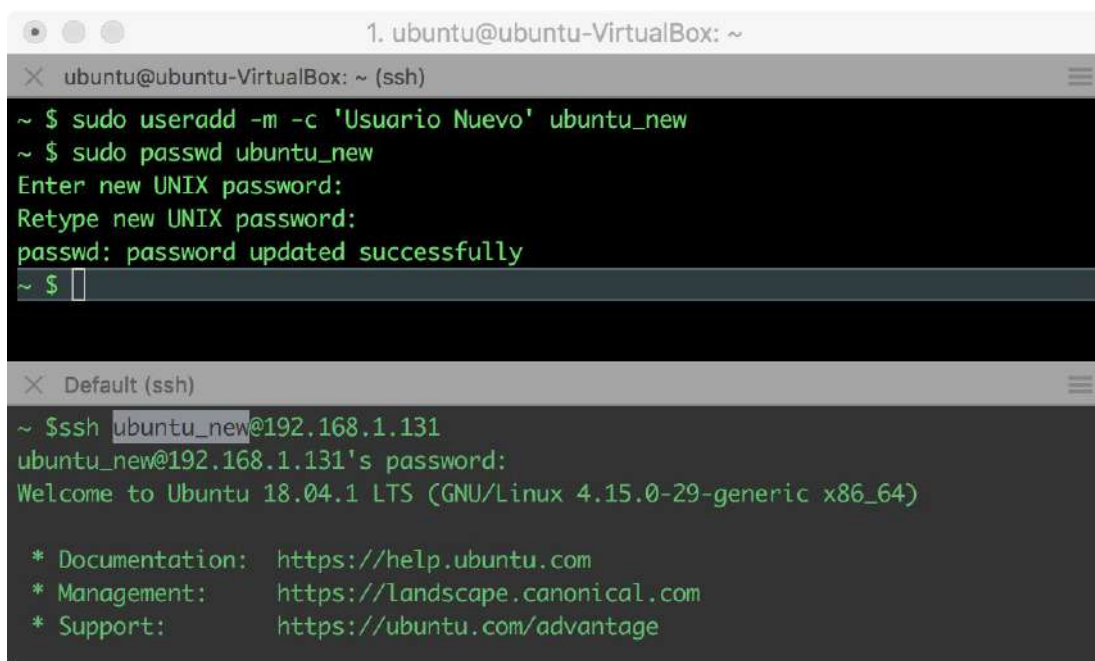 1. ubuntu@ubuntu-VirtualBox: ~
ubuntu@ubuntu-VirtualBox: ~ (ssh)
~ $ sudo useradd -m -c 'Usuario Nuevo' ubuntu_new
~ $ sudo passwd ubuntu_new
Enter new UNIX password:
Retype new UNIX password:
passwd: password updated successfully
~ $
Default (ssh)
~ $ssh ubuntu_new@192.168.1.131
ubuntu_new@192.168.1.131's password:
Welcome to Ubuntu 18.04.1 LTS (GNU/Linux 4.15.0-29-generic x86_64)
* Documentation:  https://help.ubuntu.com
* Management:     https://landscape.canonical.com
* Support:        https://ubuntu.com/advantage